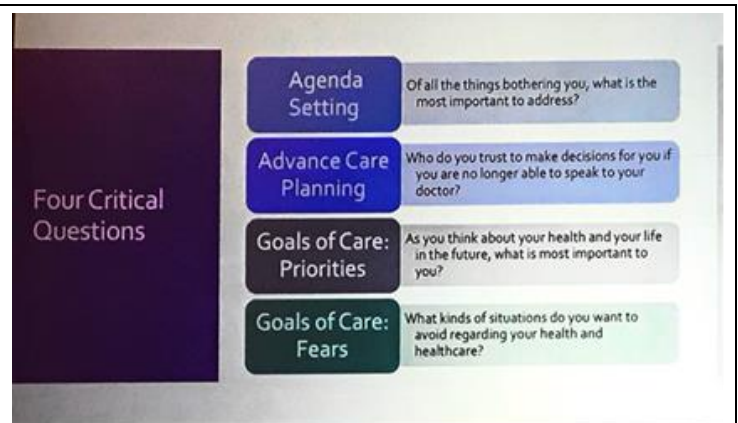 Four Critical
Questions
Agenda
Setting
Of all the things bothering you, what is the
most important to address?
Advance Care
Planning
Who do you trust to make decisions for you if
you are no longer able to speak to your
doctor?
Goals of Care:
Priorities
As you think about your health and your life
in the future, what is most important to
you?
Goals of Care:
Fears
What kinds of situations do you want to
avoid regarding your health and
healthcare?